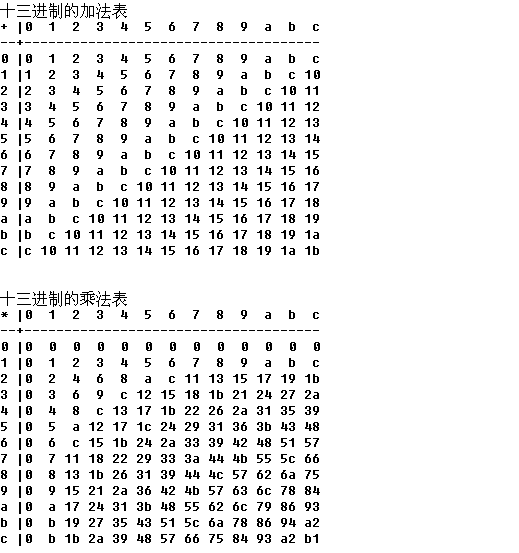 十三进制的加法表
+ |0 1 2 3 4 5 6 7 8 9 a b c
--+---------------------------------------
0 |0 1 2 3 4 5 6 7 8 9 a b c
1 |1 2 3 4 5 6 7 8 9 a b c 10
2 |2 3 4 5 6 7 8 9 a b c 10 11
3 |3 4 5 6 7 8 9 a b c 10 11 12
4 |4 5 6 7 8 9 a b c 10 11 12 13
5 |5 6 7 8 9 a b c 10 11 12 13 14
6 |6 7 8 9 a b c 10 11 12 13 14 15
7 |7 8 9 a b c 10 11 12 13 14 15 16
8 |8 9 a b c 10 11 12 13 14 15 16 17
9 |9 a b c 10 11 12 13 14 15 16 17 18
a |a b c 10 11 12 13 14 15 16 17 18 19
b |b c 10 11 12 13 14 15 16 17 18 19 1a
c |c 10 11 12 13 14 15 16 17 18 19 1a 1b
十三进制的乘法表
* |0 1 2 3 4 5 6 7 8 9 a b c
--+---------------------------------------
0 |0 0 0 0 0 0 0 0 0 0 0 0 0
1 |0 1 2 3 4 5 6 7 8 9 a b c
2 |0 2 4 6 8 a c 11 13 15 17 19 1b
3 |0 3 6 9 c 12 15 18 1b 21 24 27 2a
4 |0 4 8 c 13 17 1b 22 26 2a 31 35 39
5 |0 5 a 12 17 1c 24 29 31 36 3b 43 48
6 |0 6 c 15 1b 24 2a 33 39 42 48 51 57
7 |0 7 11 18 22 29 33 3a 44 4b 55 5c 66
8 |0 8 13 1b 26 31 39 44 4c 57 62 6a 75
9 |0 9 15 21 2a 36 42 4b 57 63 6c 78 84
a |0 a 17 24 31 3b 48 55 62 6c 79 86 93
b |0 b 19 27 35 43 51 5c 6a 78 86 94 a2
c |0 b 1b 2a 39 48 57 66 75 84 93 a2 b1